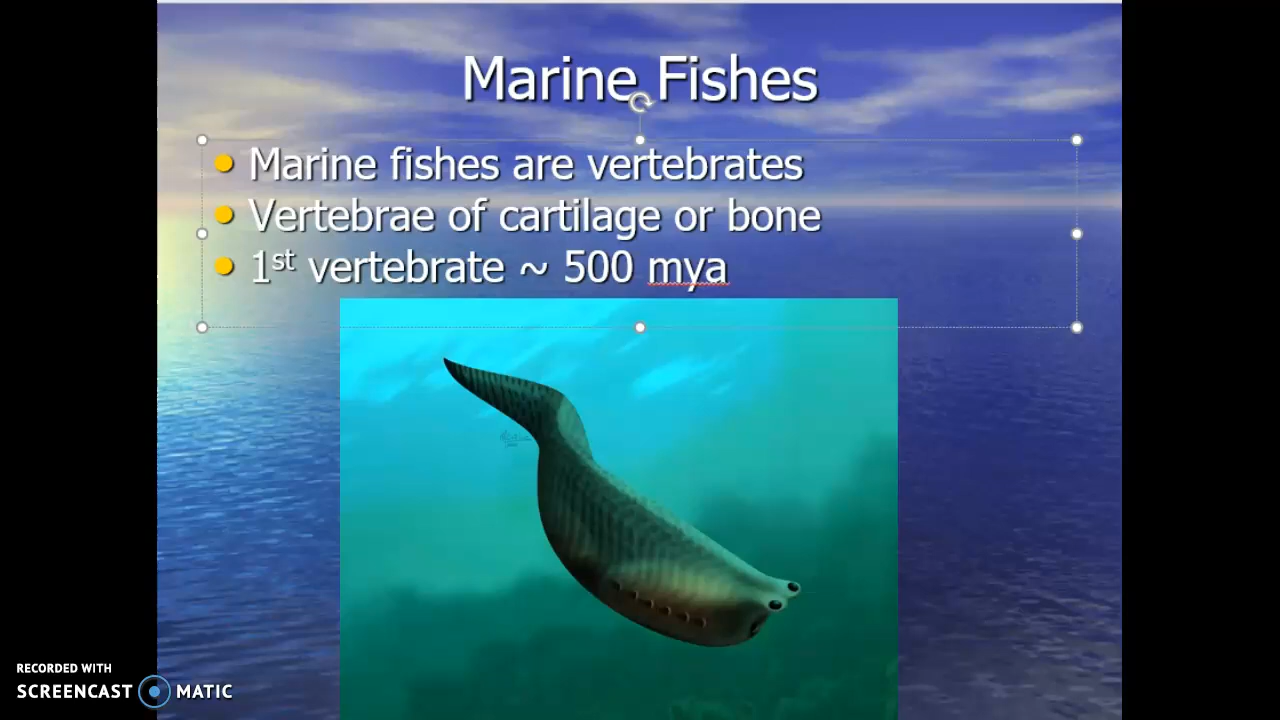 Marine Fishes
Marine fishes are vertebrates
Vertebrae of cartilage or bone
1st vertebrate ~ 500 mya
RECORDED WITH
SCREENCAST MATIC